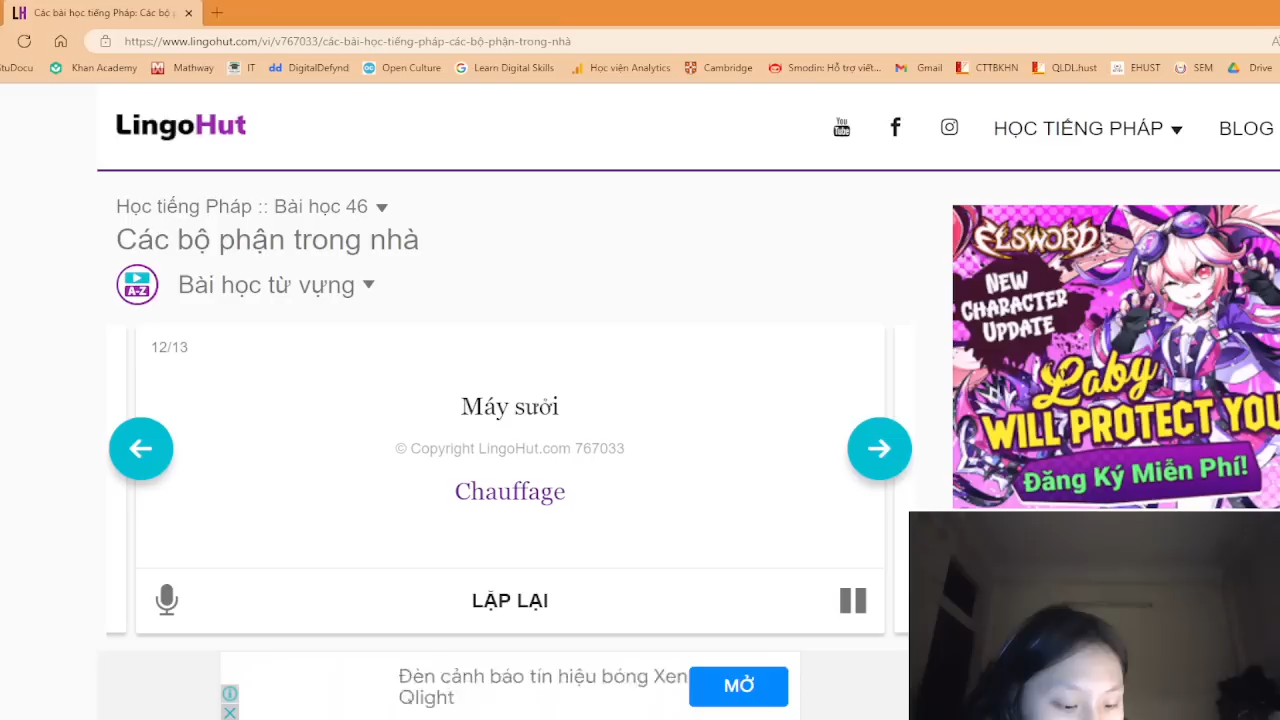 Các bài học tiếng Pháp: Các bộ p
https://www.lingohut.com/vi/v767033/các-bài-học-tiếng-pháp-các-bộ-phận-trong-nhà
StuDocu Khan Academy Mathway IT DigitalDefynd Open Culture Learn Digital Skills Học viện Analytics Cambridge Smodin: Hỗ trợ viết... Gmail CTTBKHN QLDL.hust EHUST SEM Drive
LingoHut
You Tube
HỌC TIẾNG PHÁP BLOG
Học tiếng Pháp :: Bài học 46
Các bộ phận trong nhà
A-Z
Bài học từ vựng
12/13
Máy sưởi
© Copyright LingoHut.com 767033
Chauffage
LẶP LẠI
ELSWORD
NEW
CHARACTER
UPDATE
Laby
WILL PROTECT YOU
Đăng Ký Miễn Phí!
Đèn cảnh báo tín hiệu bóng Xen
Qlight
MỞ